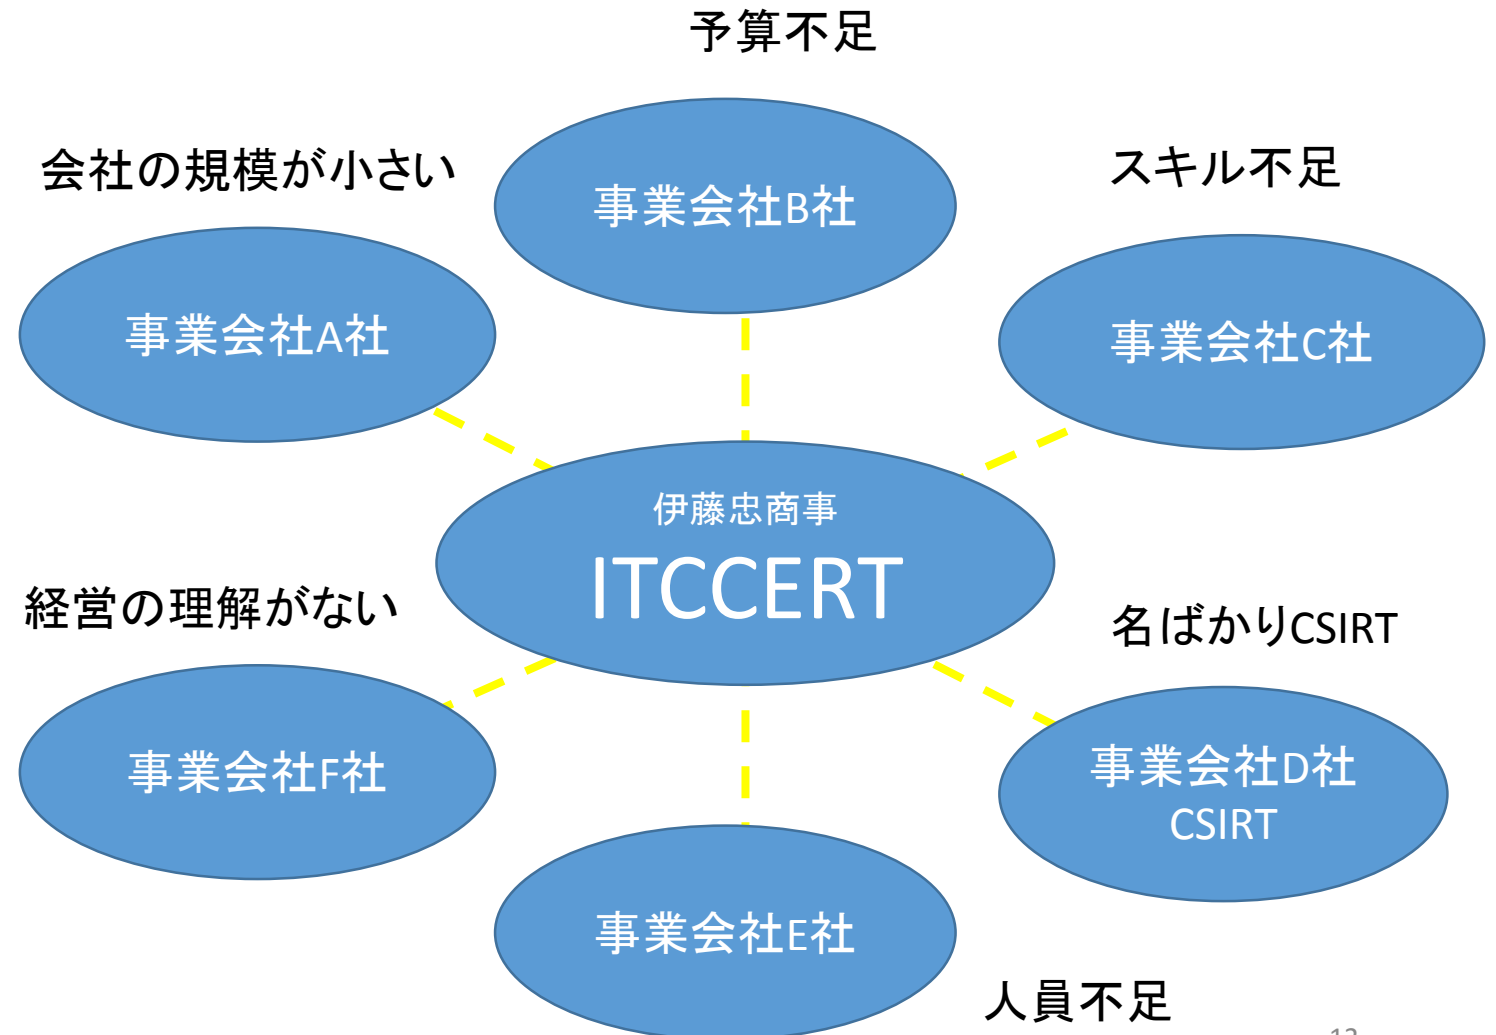 予算不足
会社の規模が小さい
スキル不足
事業会社B社
事業会社A社
事業会社C社
伊藤忠商事
ITCCERT
経営の理解がない
名ばかりCSIRT
事業会社F社
事業会社D社
CSIRT
事業会社E社
人員不足